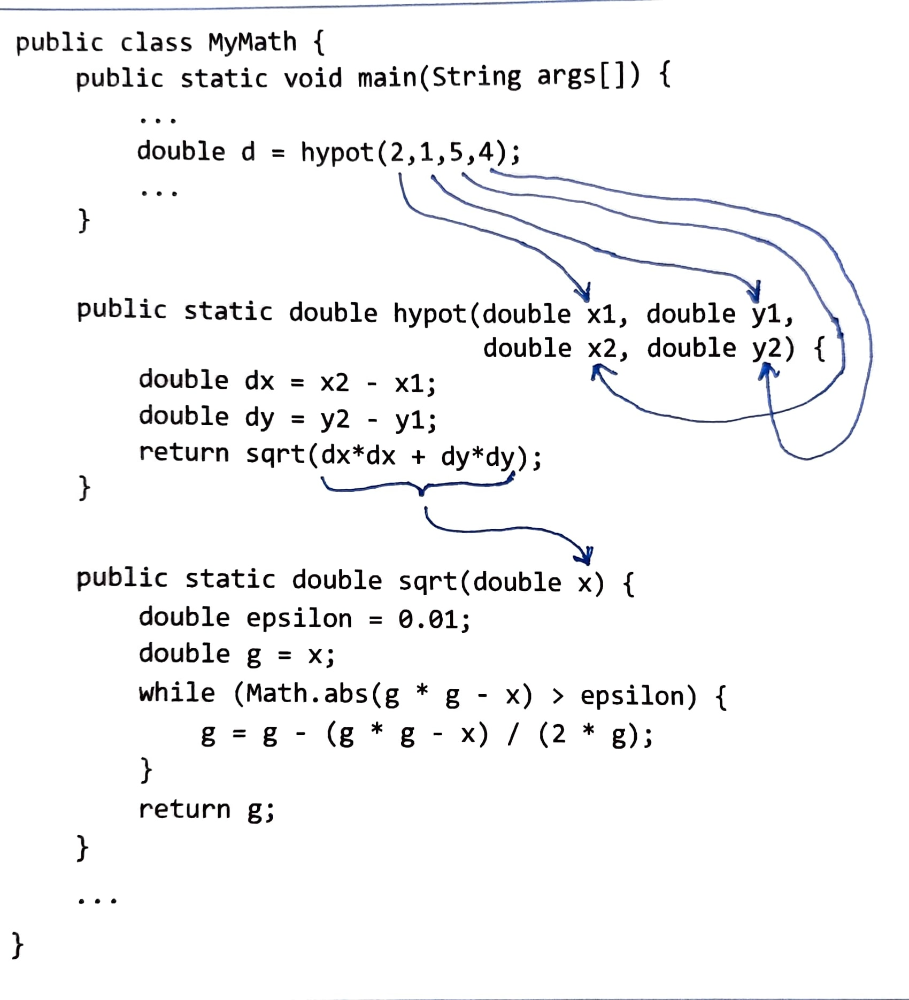 public class MyMath {
public static void main(String args[]) {
...
double d = hypot(2,1,5,4);
...
}
public static double hypot(double x1, double y1,
double x2, double y2) {
double dx = x2 - x1;
double dy = y2 - y1;
return sqrt(dx*dx + dy*dy);
}
public static double sqrt(double x) {
double epsilon = 0.01;
double g = x;
while (Math.abs(g * g - x) > epsilon) {
g = g - (g * g - x) / (2 * g);
}
return g;
}
...
}